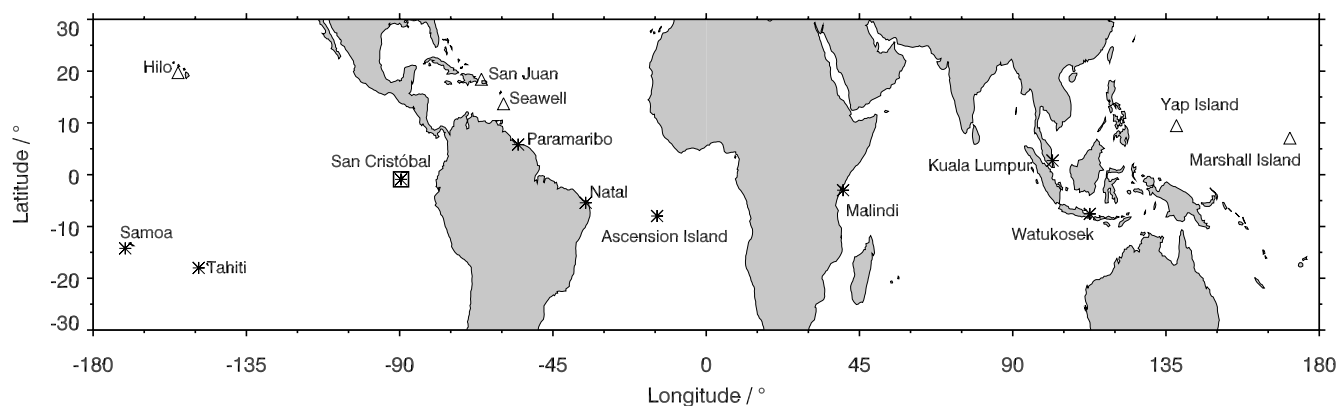 30
20
10
0
-10
-20
-30
Latitude / °
Hilo
San Juan
Seawell
Yap Island
Paramaribo
San Cristóbal
Kuala Lumpur
Marshall Island
Natal
Malindi
Samoa
Ascension Island
Watukosek
Tahiti
-180 -135 -90 -45 0 45 90 135 180
Longitude / °